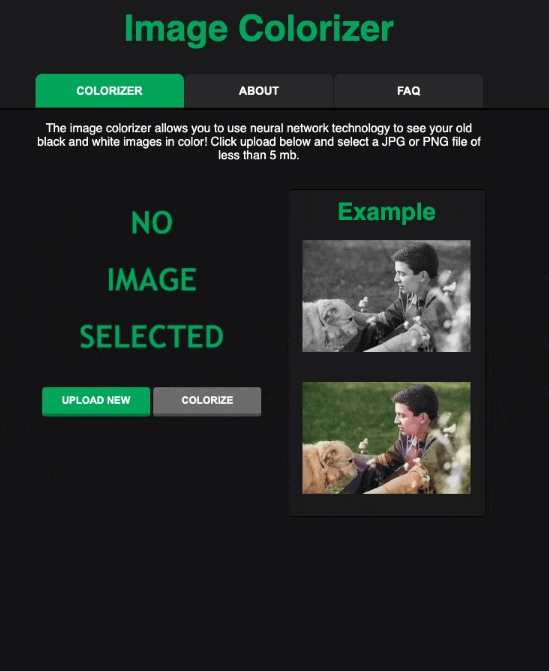 Image Colorizer
COLORIZER
ABOUT
FAQ
The image colorizer allows you to use neural network technology to see your old
black and white images in color! Click upload below and select a JPG or PNG file of
less than 5 mb.
NO
IMAGE
SELECTED
UPLOAD NEW
COLORIZE
Example